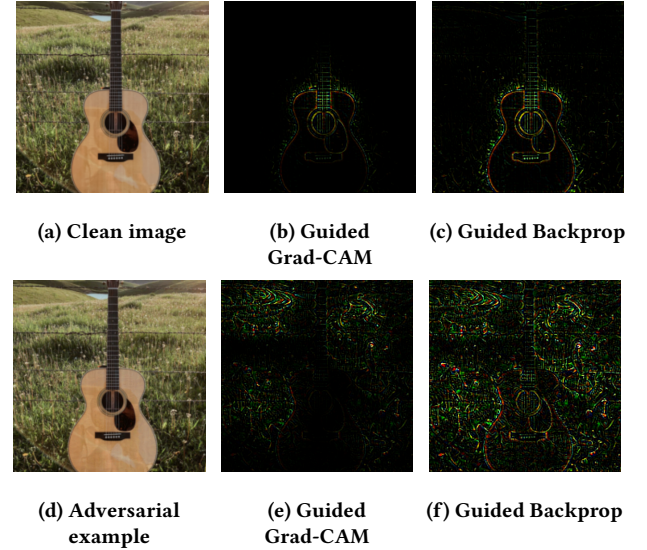 (a) Clean image
(b) Guided
Grad-CAM
(c) Guided Backprop
(d) Adversarial
example
(e) Guided
Grad-CAM
(f) Guided Backprop